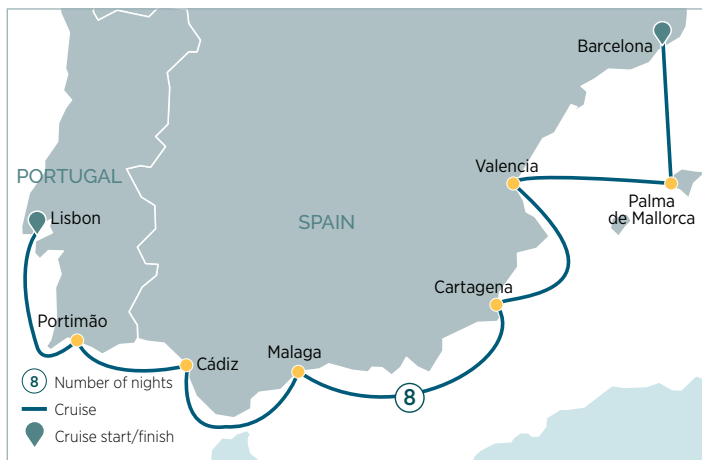 Barcelona
Valencia
PORTUGAL
Palma
de Mallorca
Lisbon
SPAIN
Cartagena
Portimão
Malaga
Cádiz
8 Number of nights
8
Cruise
Cruise start/finish